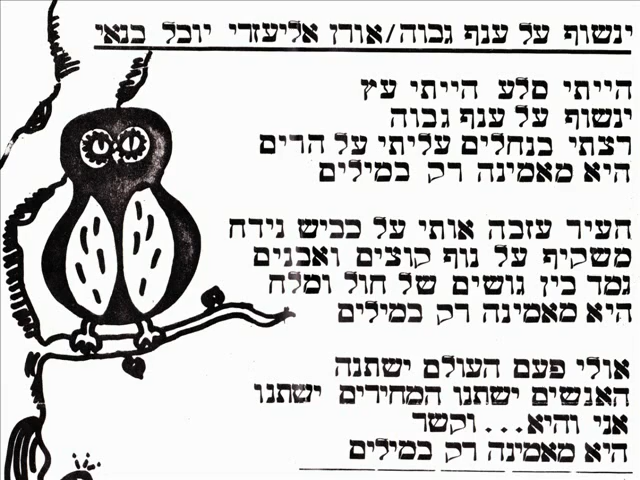 ינשוף על ענף גבוה/אורן אליעזרי יובל בנאי
הייתי סלע הייתי עץ
ינשוף על ענף גבוה
רצתי בנחלים עליתי על הרים
היא מאמינה רק במילים
העיר עזבה אותי על כביש נידח
משקיף על נוף קוצים ואבנים
גמד בין גושים של חול ומלח
היא מאמינה רק במילים
אולי פעם העולם ישתנה
האנשים ישתנו המחירים ישתנו
אני והיא... וקשר
היא מאמינה רק במילים